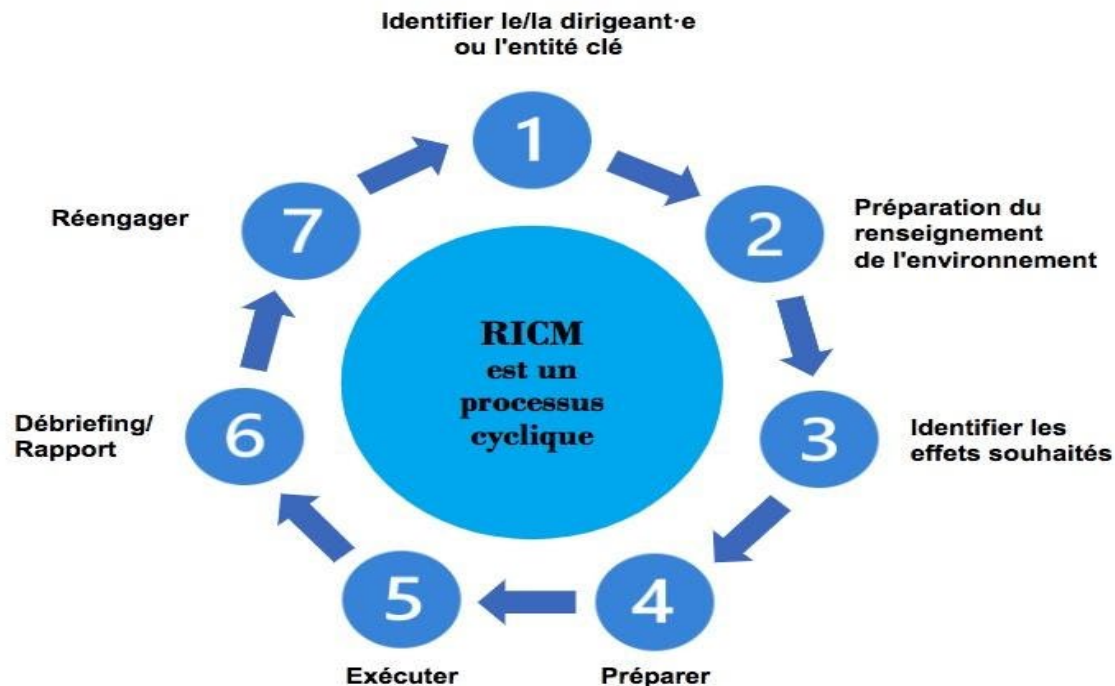 Identifier le/la dirigeant·e
ou l'entité clé
1
2
Préparation du
renseignement
de l'environnement
3
Identifier les
effets souhaités
4
Préparer
5
Exécuter
6
Débriefing/
Rapport
7
Réengager
RICM
est un
processus
cyclique